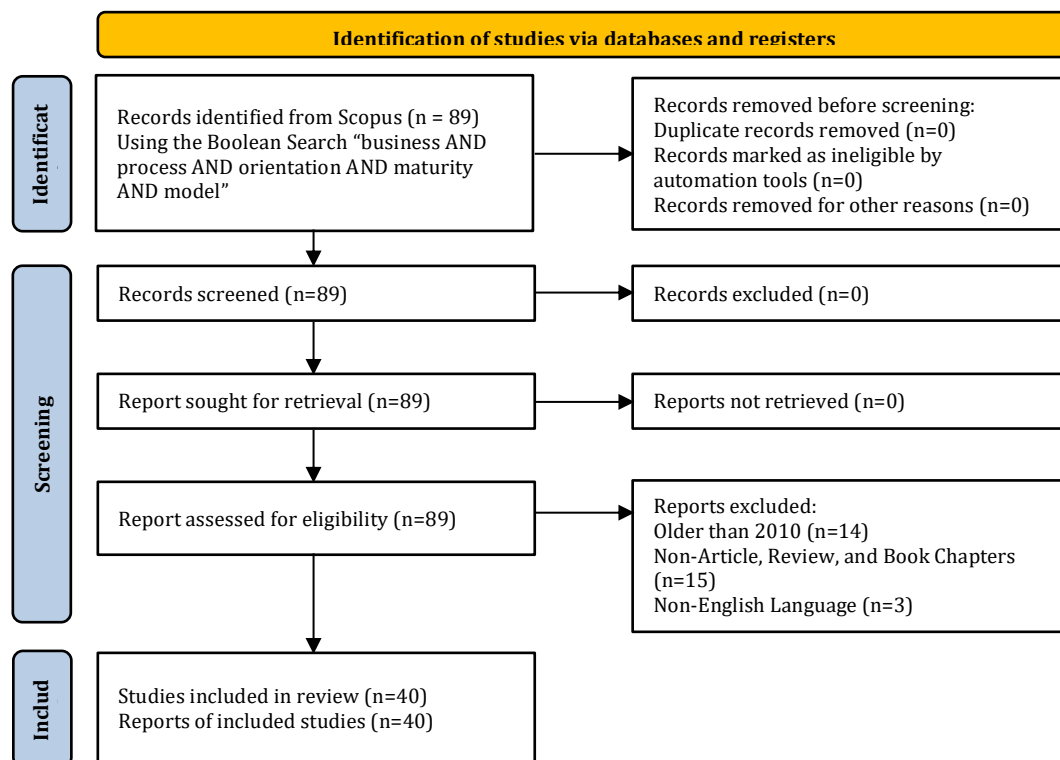 Identification of studies via databases and registers
Identificat
Records identified from Scopus (n = 89)
Using the Boolean Search “business AND
process AND orientation AND maturity
AND model”
Records removed before screening:
Duplicate records removed (n=0)
Records marked as ineligible by
automation tools (n=0)
Records removed for other reasons (n=0)
Screening
Records screened (n=89)
Records excluded (n=0)
Report sought for retrieval (n=89)
Reports not retrieved (n=0)
Report assessed for eligibility (n=89)
Reports excluded:
Older than 2010 (n=14)
Non-Article, Review, and Book Chapters
(n=15)
Non-English Language (n=3)
Includ
Studies included in review (n=40)
Reports of included studies (n=40)